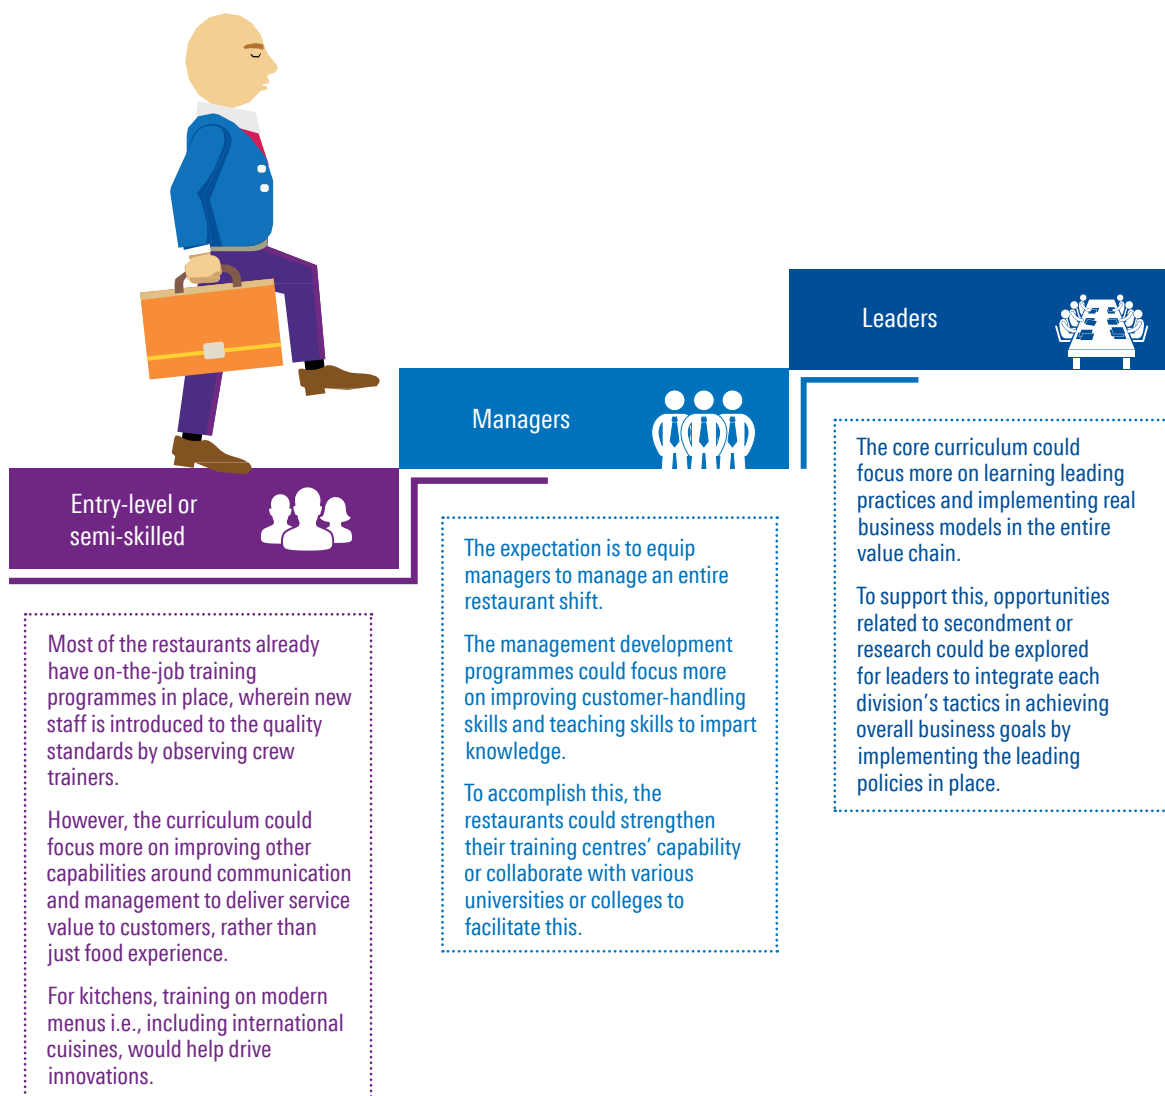 Entry-level or
semi-skilled
Most of the restaurants already
have on-the-job training
programmes in place, wherein new
staff is introduced to the quality
standards by observing crew
trainers.
However, the curriculum could
focus more on improving other
capabilities around communication
and management to deliver service
value to customers, rather than
just food experience.
For kitchens, training on modern
menus i.e., including international
cuisines, would help drive
innovations.
Managers
The expectation is to equip
managers to manage an entire
restaurant shift.
The management development
programmes could focus more
on improving customer-handling
skills and teaching skills to impart
knowledge.
To accomplish this, the
restaurants could strengthen
their training centres’ capability
or collaborate with various
universities or colleges to
facilitate this.
Leaders
The core curriculum could
focus more on learning leading
practices and implementing real
business models in the entire
value chain.
To support this, opportunities
related to secondment or
research could be explored
for leaders to integrate each
division’s tactics in achieving
overall business goals by
implementing the leading
policies in place.